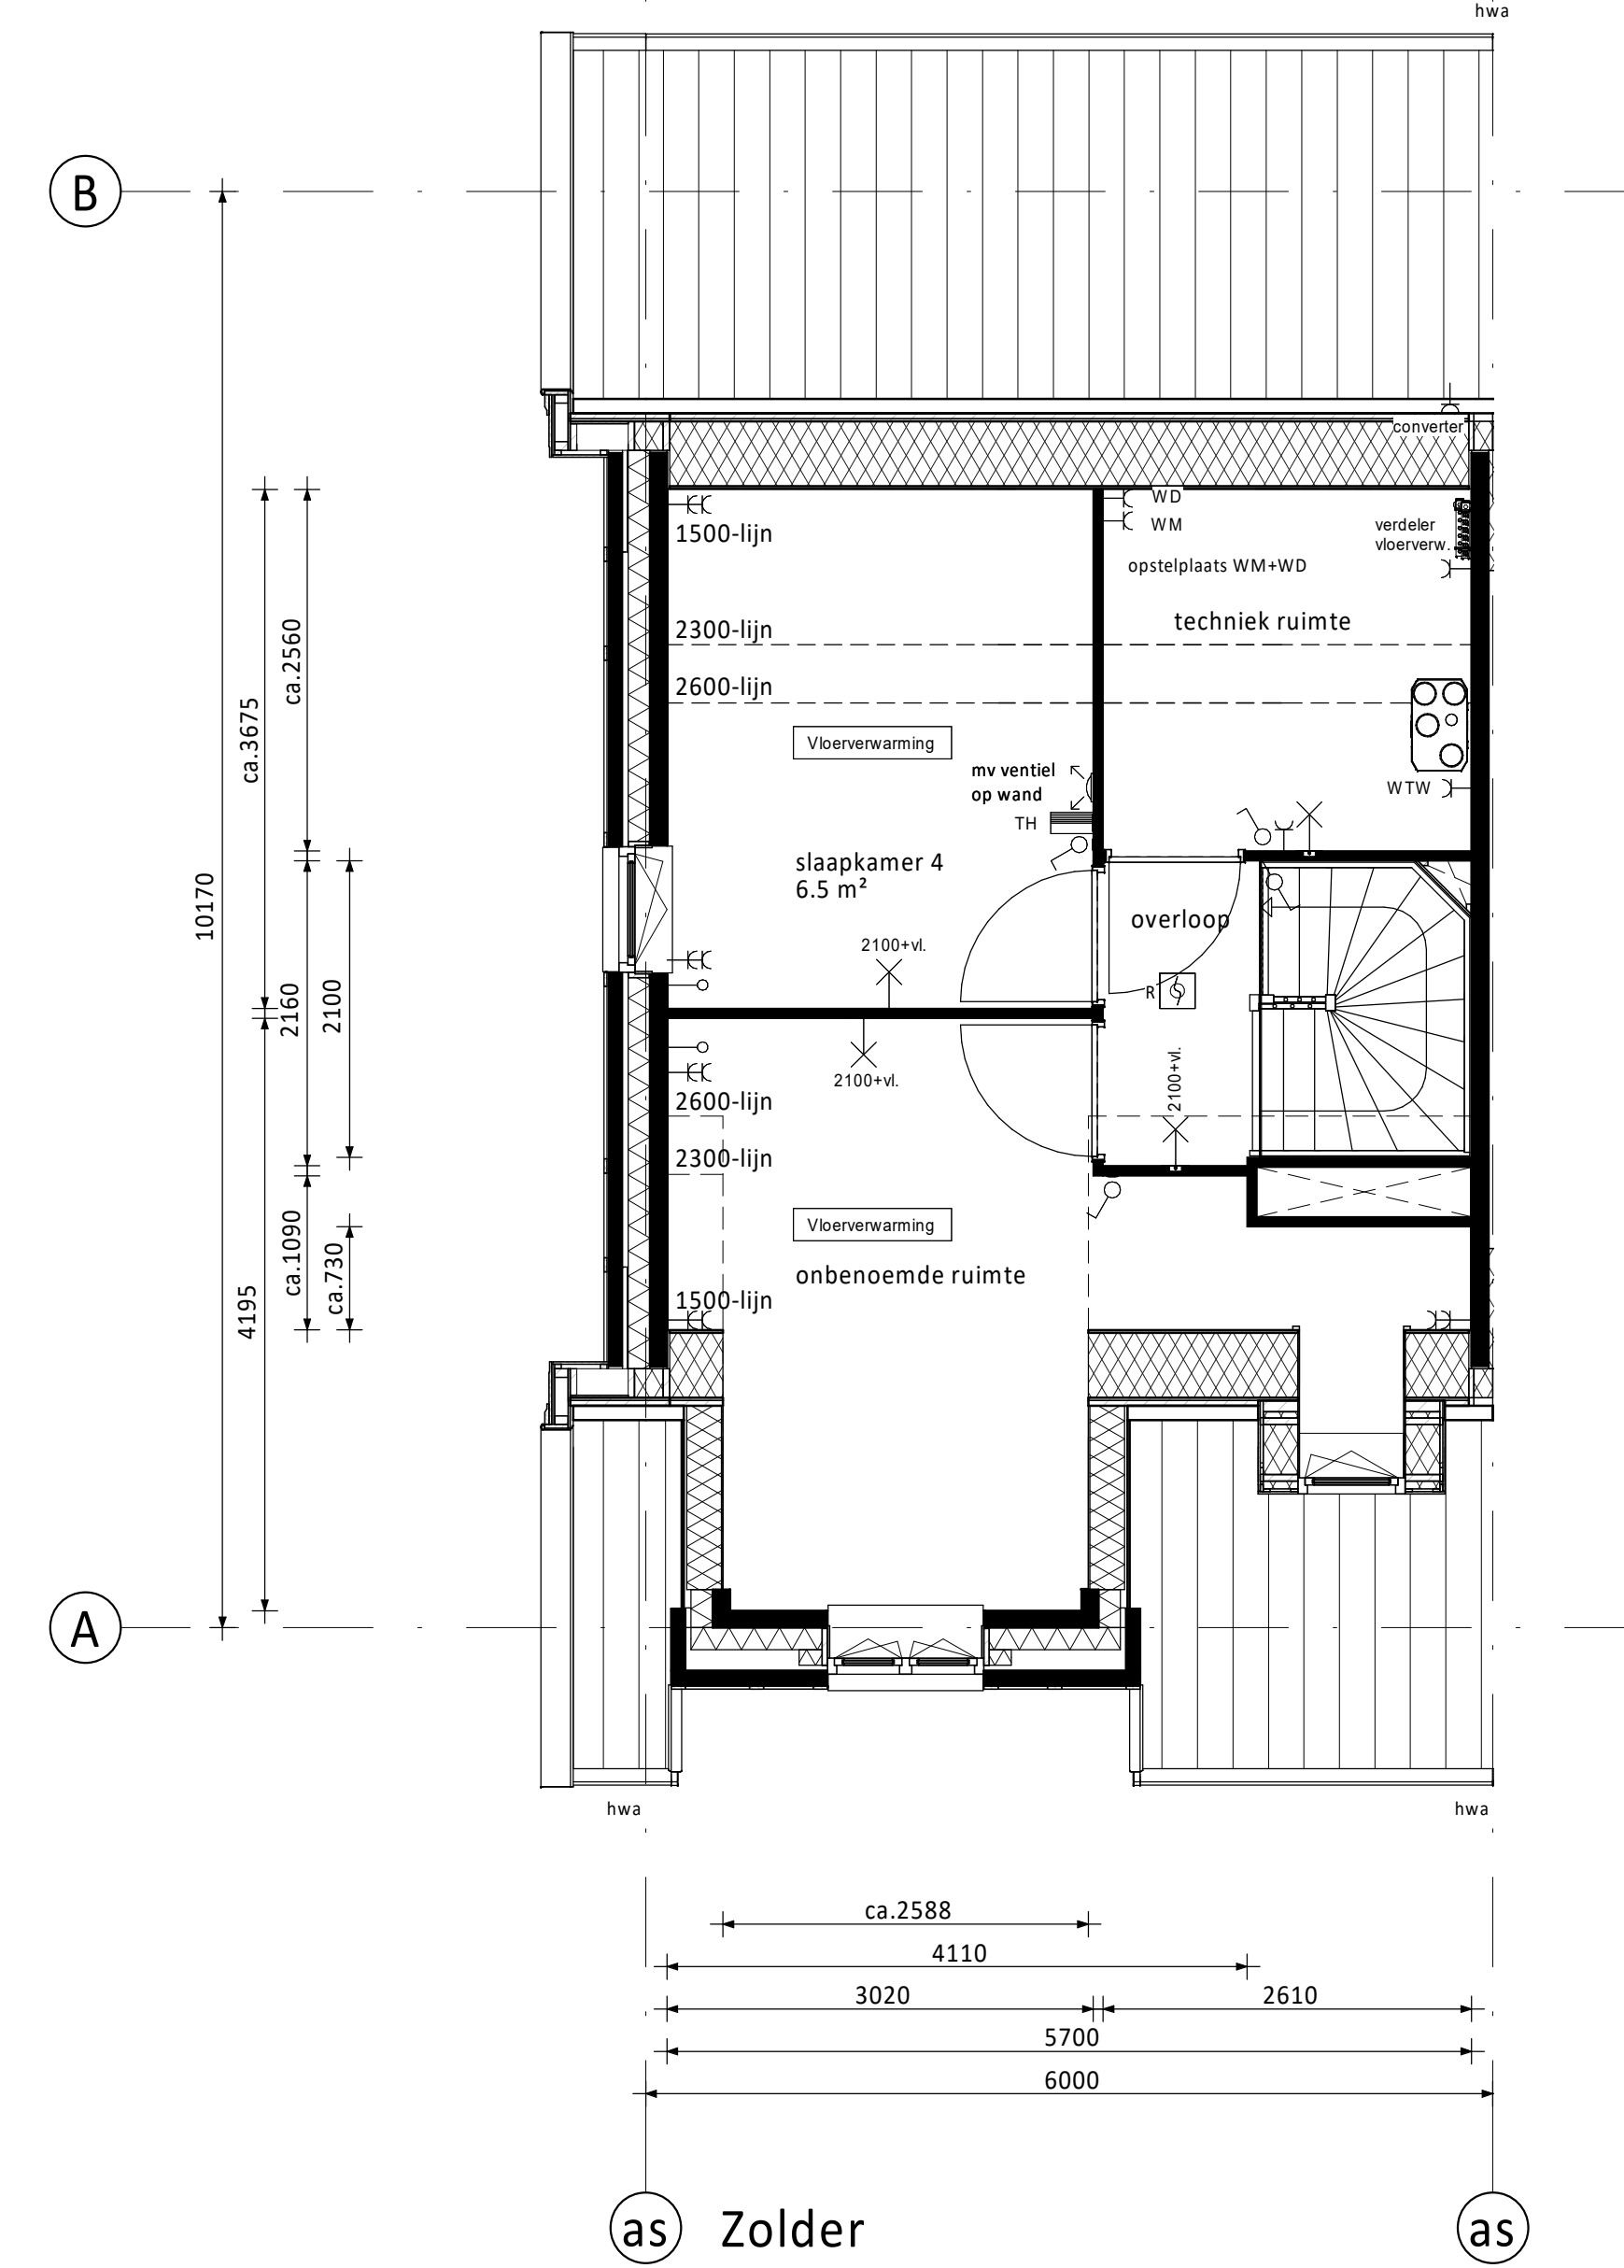 hwa
B
converter
WD
1500-lijn
WM
verdeler
vloerverw.
opstelplaats WM+WD
techniek ruimte
2300-lijn
2600-lijn
ca.2560
ca.3675
Vloerverwarming
mv ventiel
op wand
TH
WTW
slaapkamer 4
6.5 m²
overloop
10170
2100+vl.
R
2160
2100
2100+vl.
2100+vl.
2600-lijn
2300-lijn
Vloerverwarming
onbenoemde ruimte
ca.1090
ca.730
4195
1500-lijn
A
hwa
hwa
ca.2588
4110
3020
2610
5700
6000
as
Zolder
as